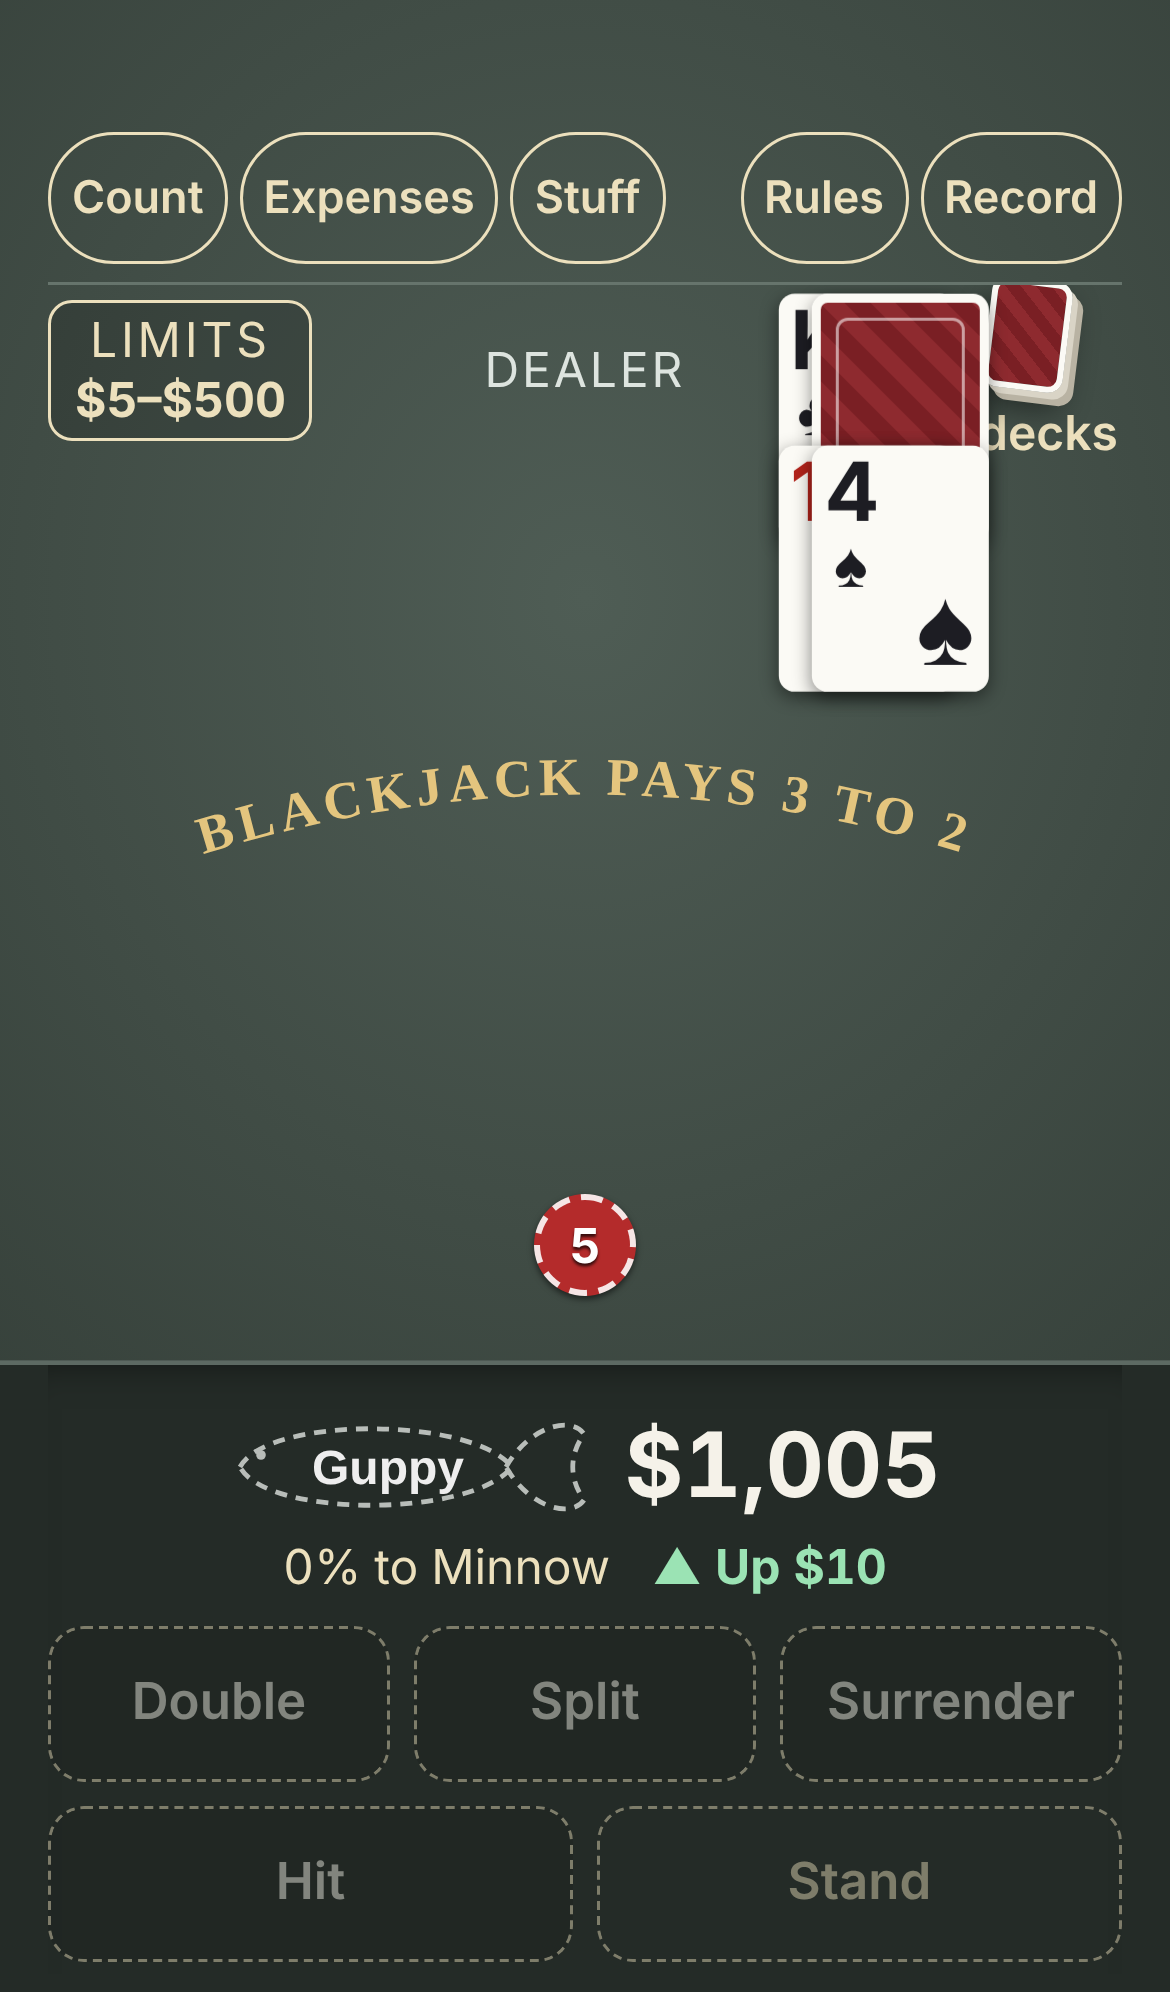 Count Expenses Stuff Rules Record
LIMITS
$5–$500
DEALER
K
decks
4
BLACKJACK PAYS 3 TO 2
5
Guppy $1,005
0% to Minnow ▲ Up $10
Double Split Surrender
Hit Stand